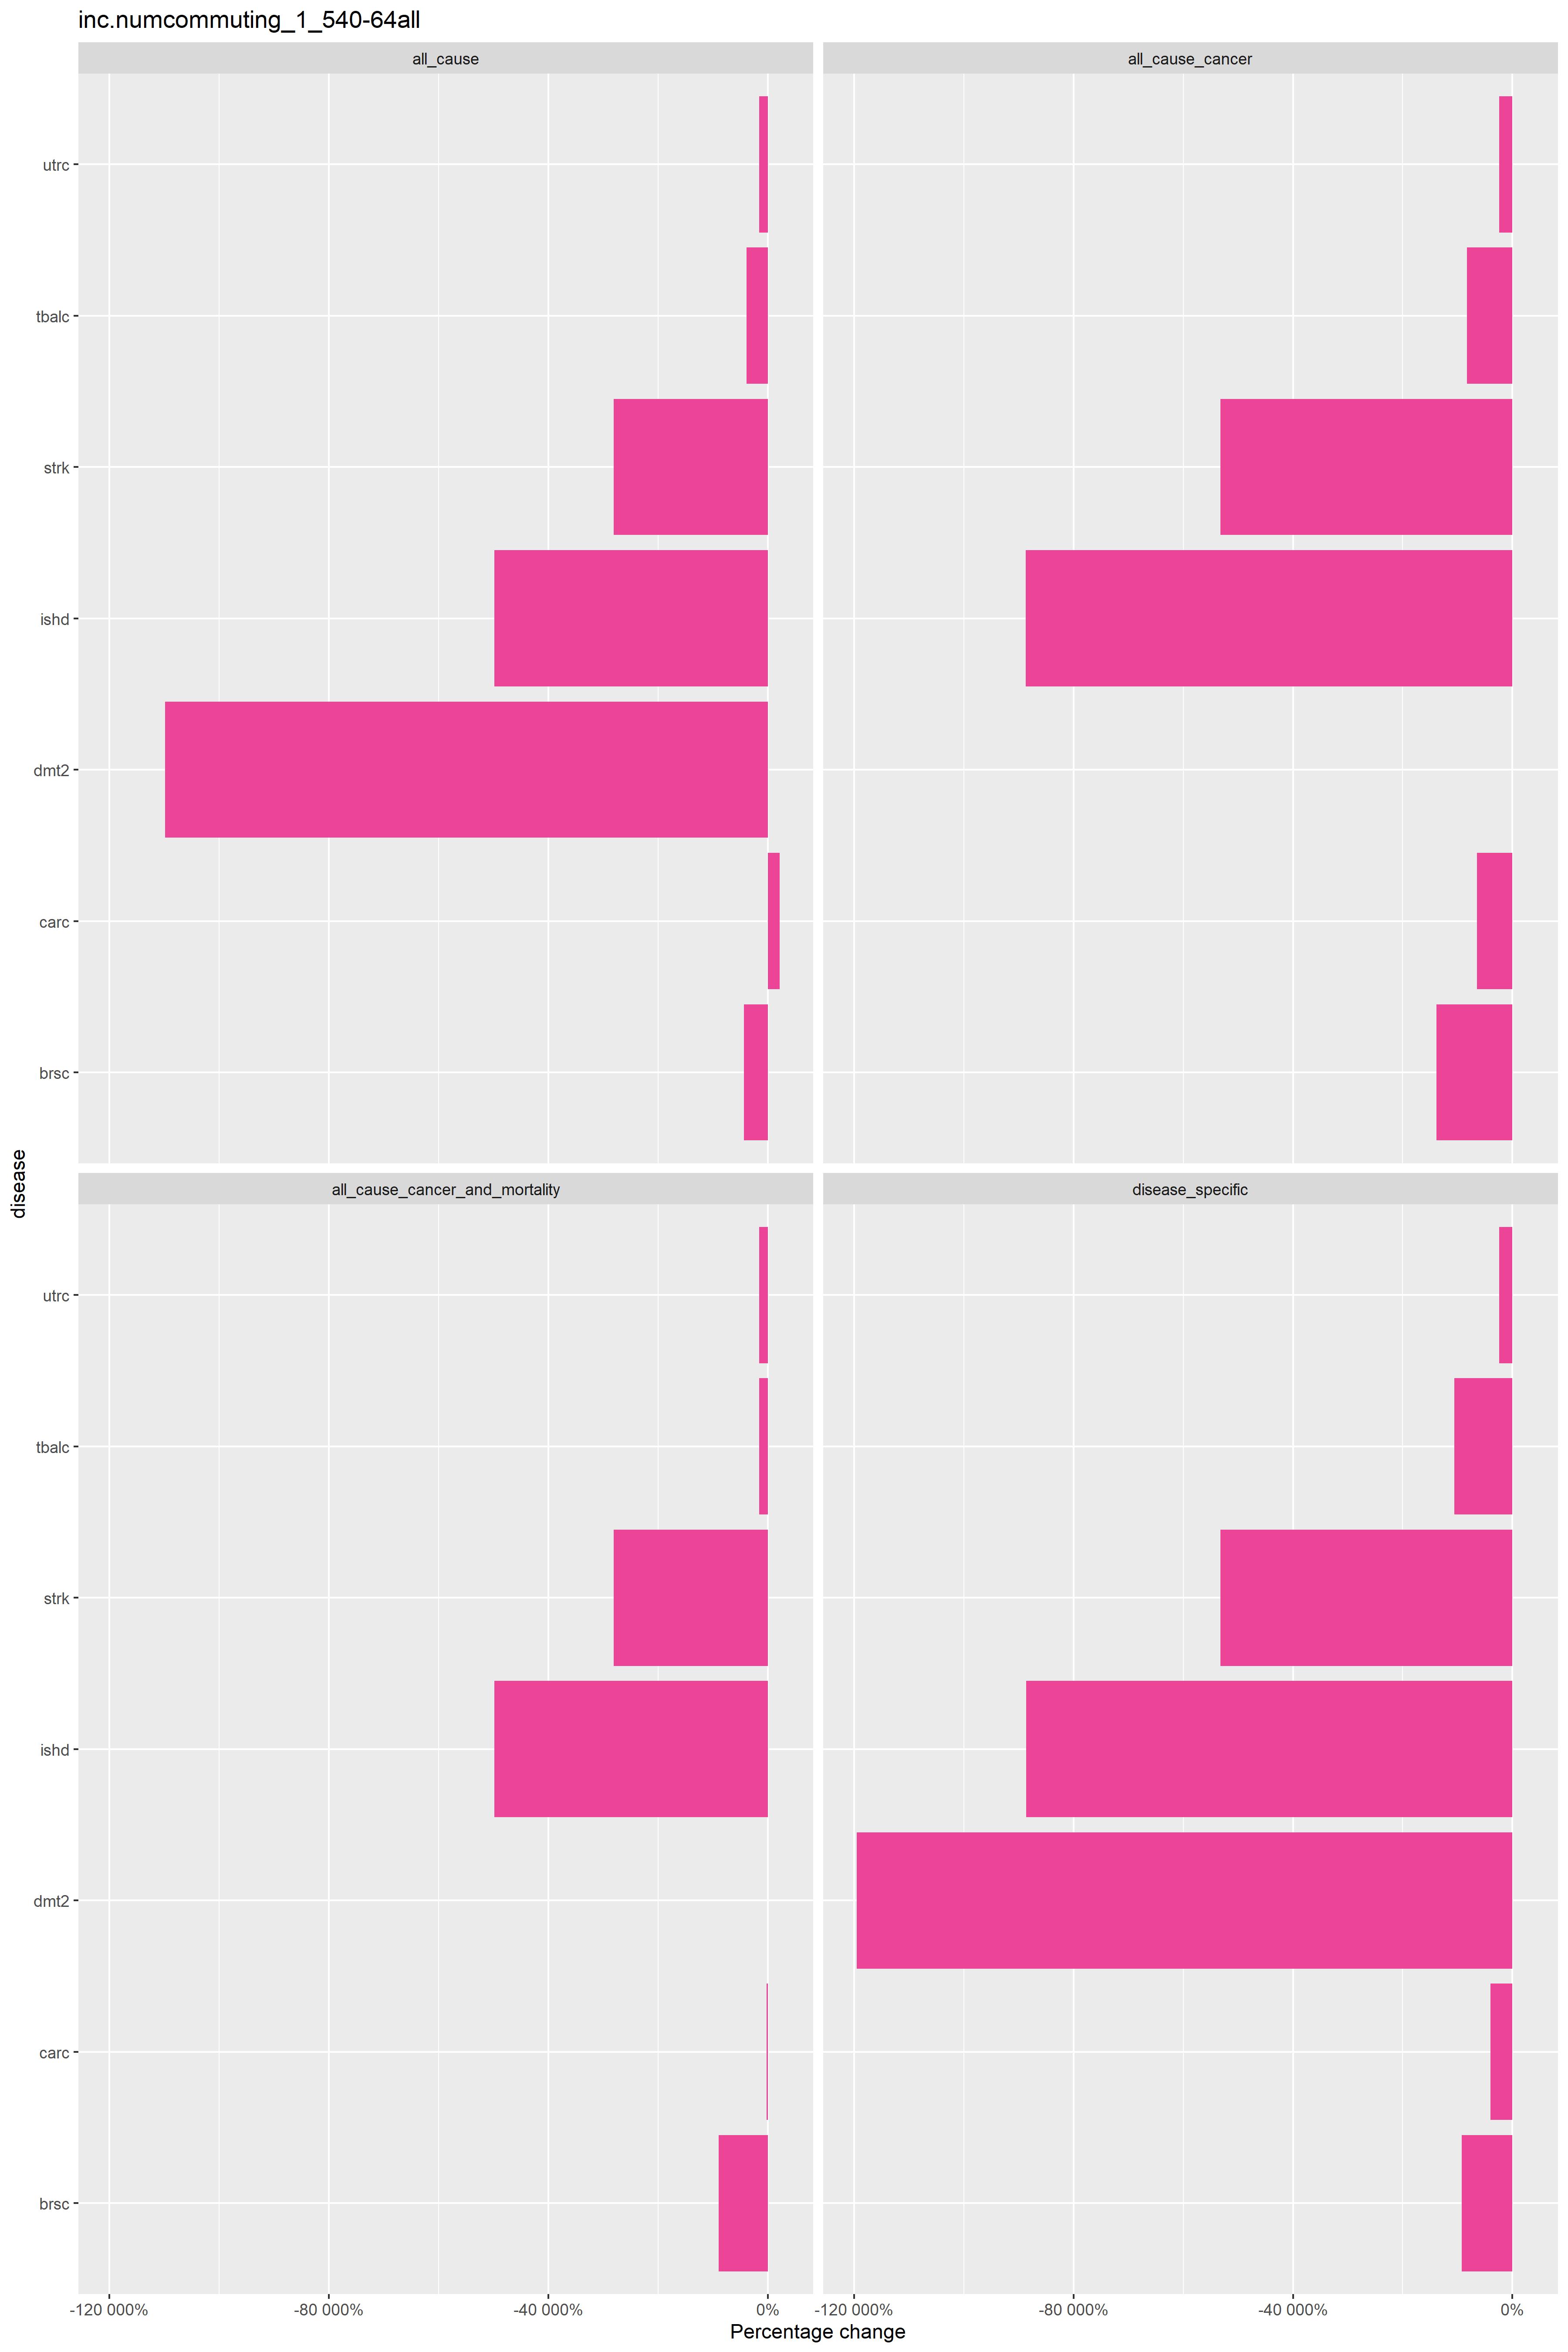 inc.numcommuting_1_540-64all
all_cause
all_cause_cancer
utrc
tbalc
strk
ishd
dmt2
carc
brsc
disease
all_cause_cancer_and_mortality
disease_specific
utrc
tbalc
strk
ishd
dmt2
carc
brsc
-120 000%
-80 000%
-40 000%
0%
-120 000%
-80 000%
-40 000%
0%
Percentage change